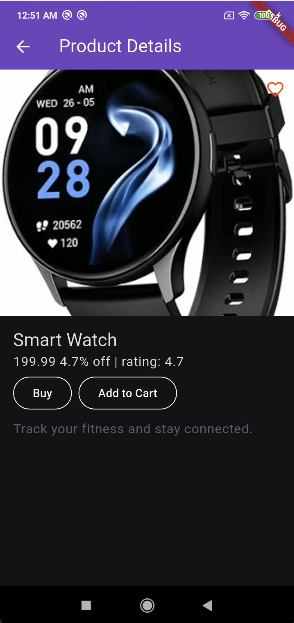 12:51 AM
100
DEBUG
Product Details
AM
WED 26 - 05
09
28
20562
120
Smart Watch
199.99 4.7% off | rating: 4.7
Buy
Add to Cart
Track your fitness and stay connected.